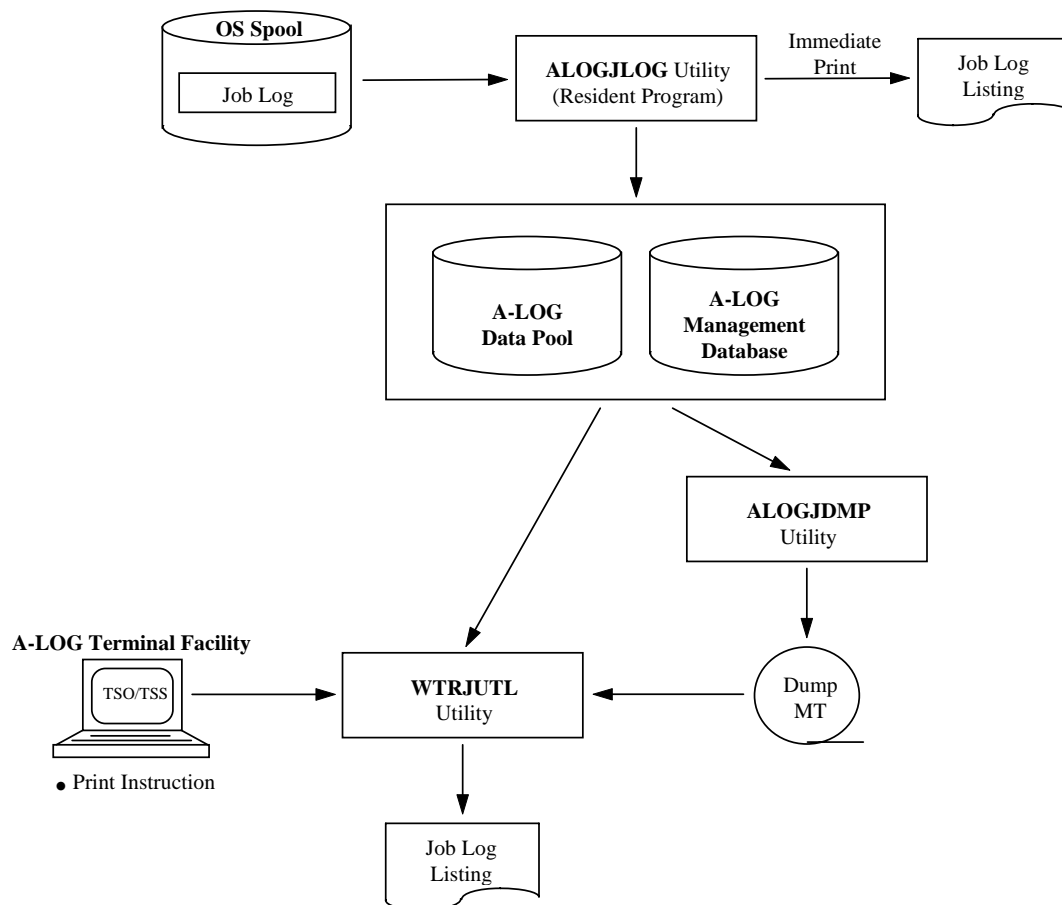 OS Spool
Job Log
ALOGJLOG Utility
(Resident Program)
Immediate
Print
Job Log
Listing
A-LOG
Data Pool
A-LOG
Management
Database
ALOGJDMP
Utility
A-LOG Terminal Facility
TSO/TSS
• Print Instruction
WTRJUTL
Utility
Dump
MT
Job Log
Listing